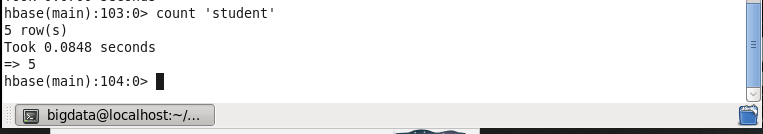 hbase(main):103:0> count 'student'
5 row(s)
Took 0.0848 seconds
=> 5
hbase(main):104:0>
bigdata@localhost:~/...